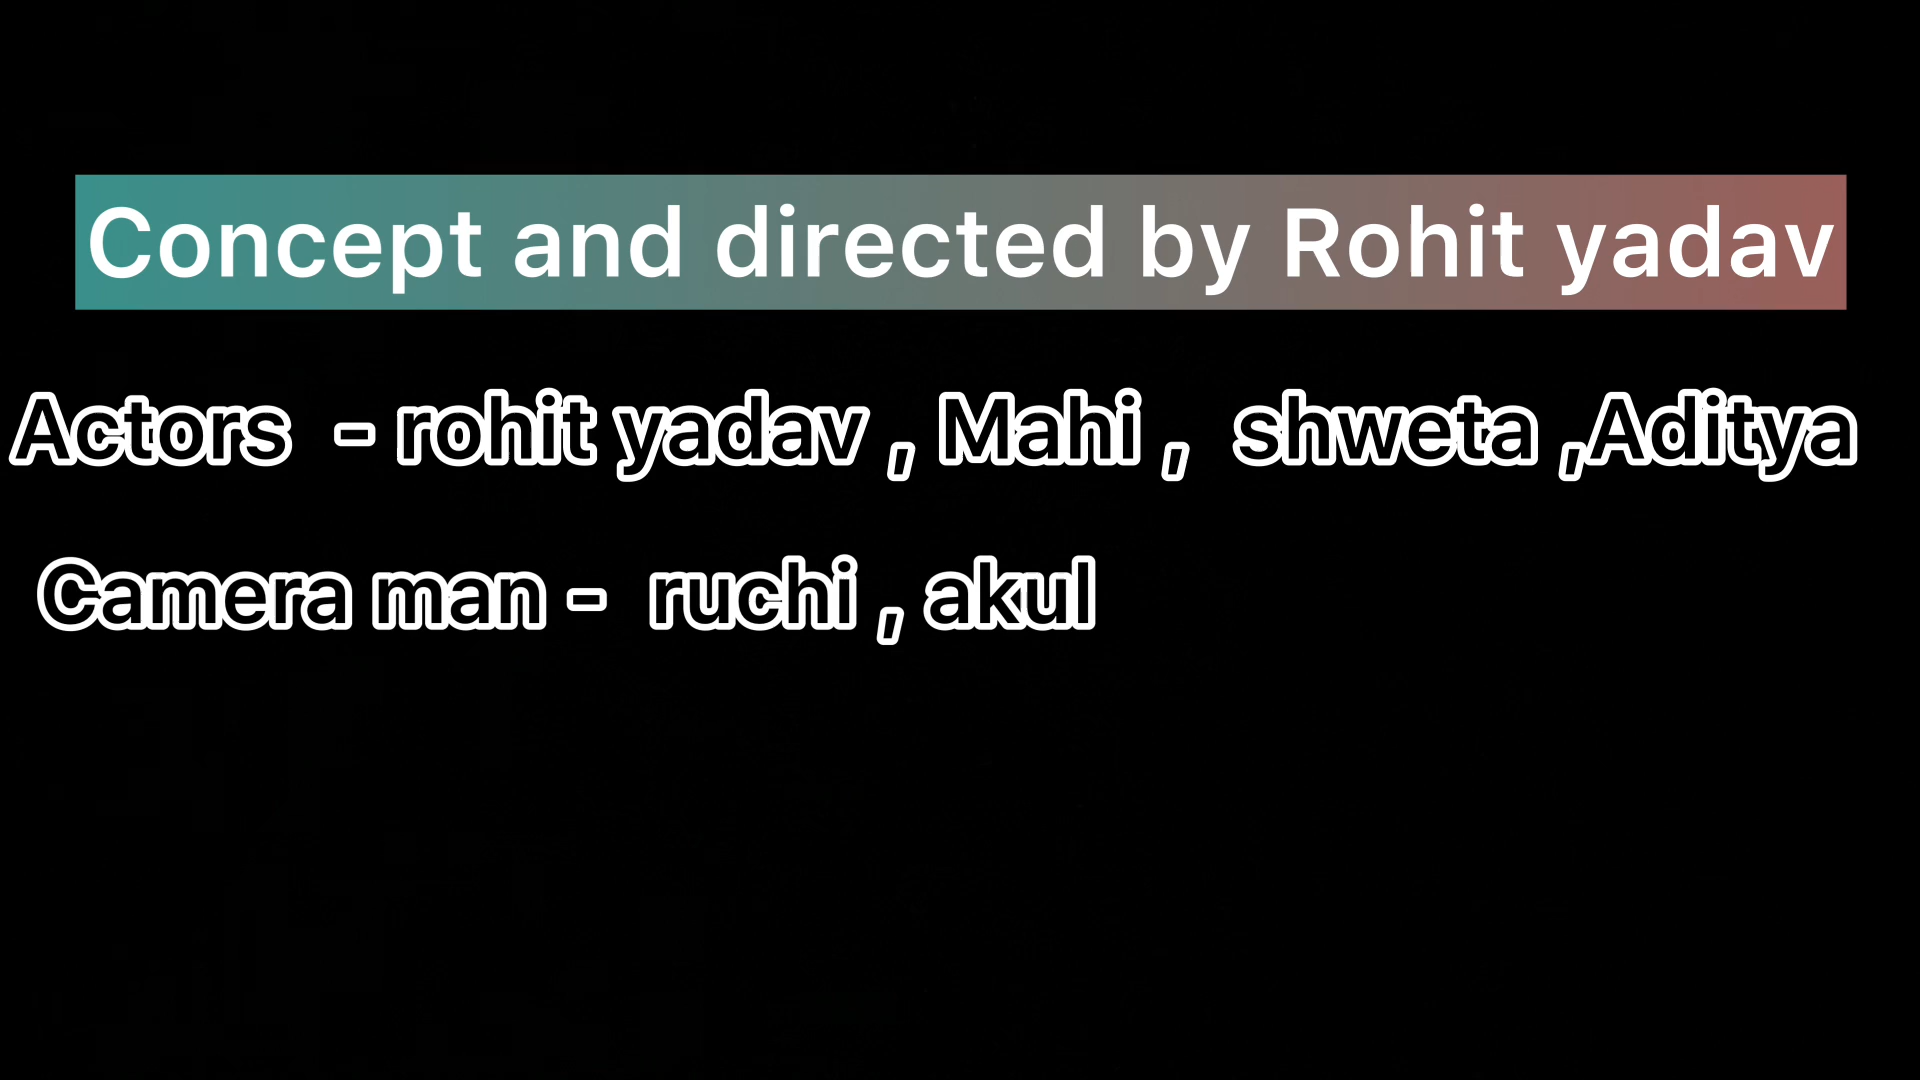 Concept and directed by Rohit yadav
Actors - rohit yadav , Mahi , shweta ,Aditya
Camera man - ruchi , akul